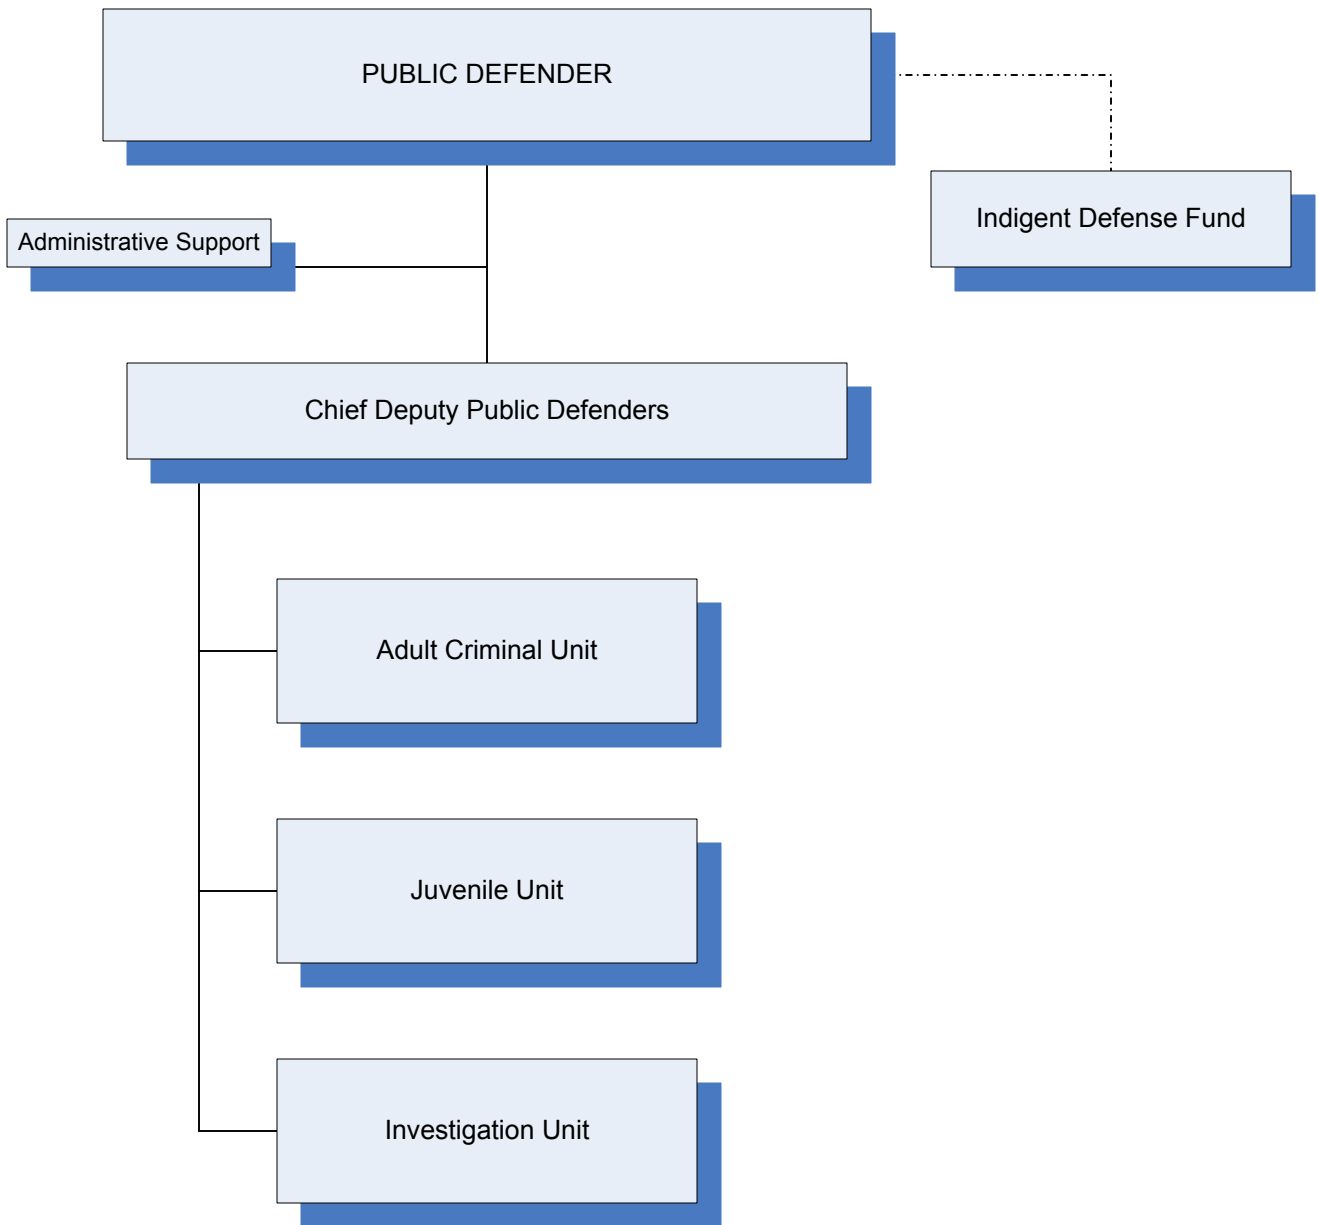 PUBLIC DEFENDER
Indigent Defense Fund
Administrative Support
Chief Deputy Public Defenders
Adult Criminal Unit
Juvenile Unit
Investigation Unit